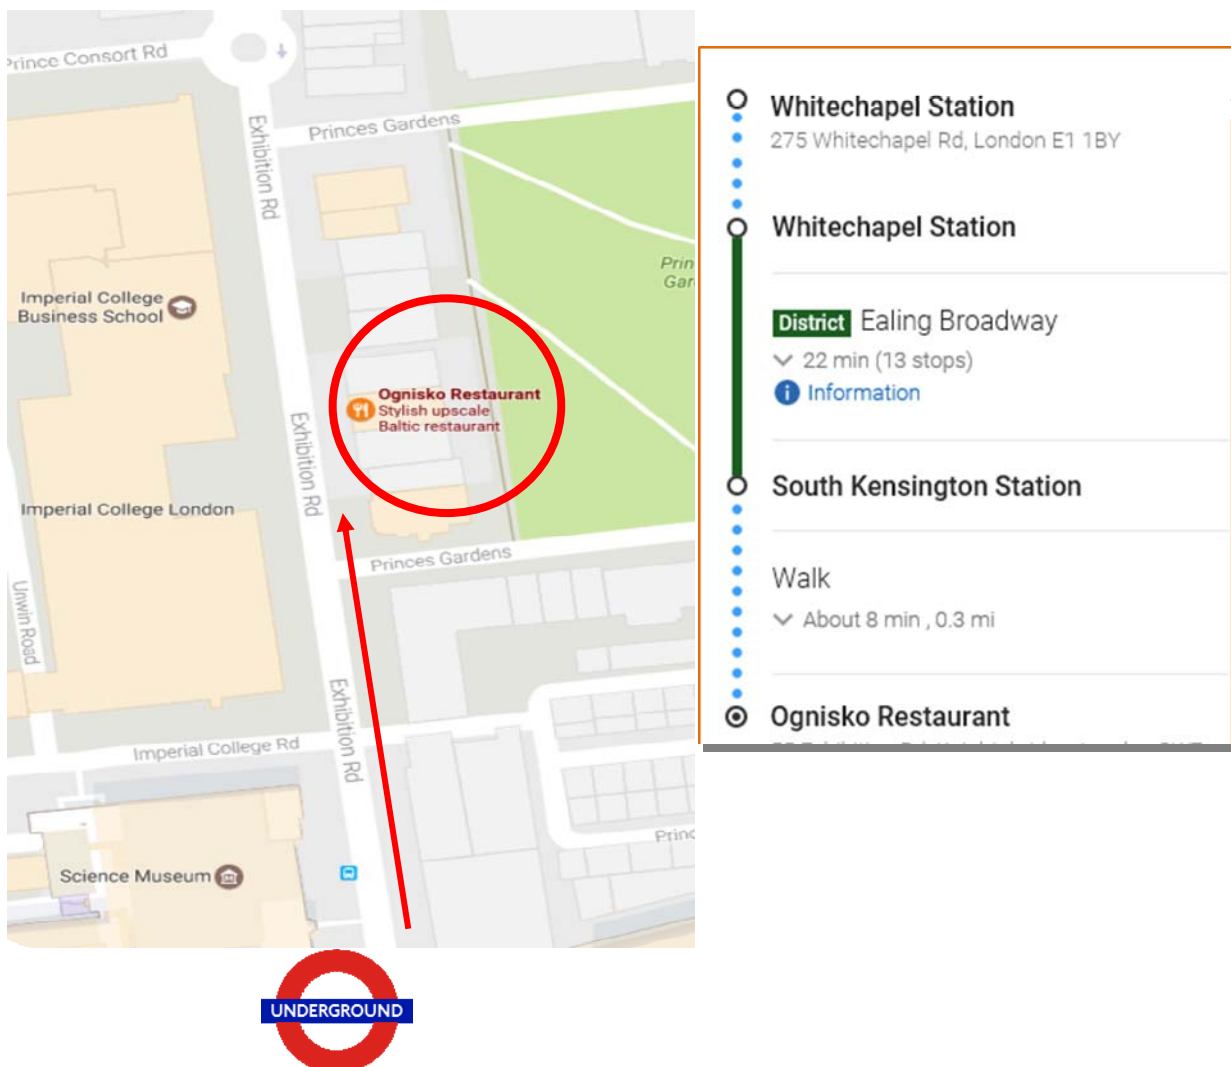 Prince Consort Rd
Exhibition Rd
Princes Gardens
Imperial College
Business School
Ognisko Restaurant
Stylish upscale
Baltic restaurant
Exhibition Rd
Imperial College London
Princes Gardens
Unwin Road
Exhibition Rd
Imperial College Rd
Science Museum
UNDERGROUND
Whitechapel Station
275 Whitechapel Rd, London E1 1BY
Whitechapel Station
District Ealing Broadway
22 min (13 stops)
i Information
South Kensington Station
Walk
About 8 min , 0.3 mi
Ognisko Restaurant